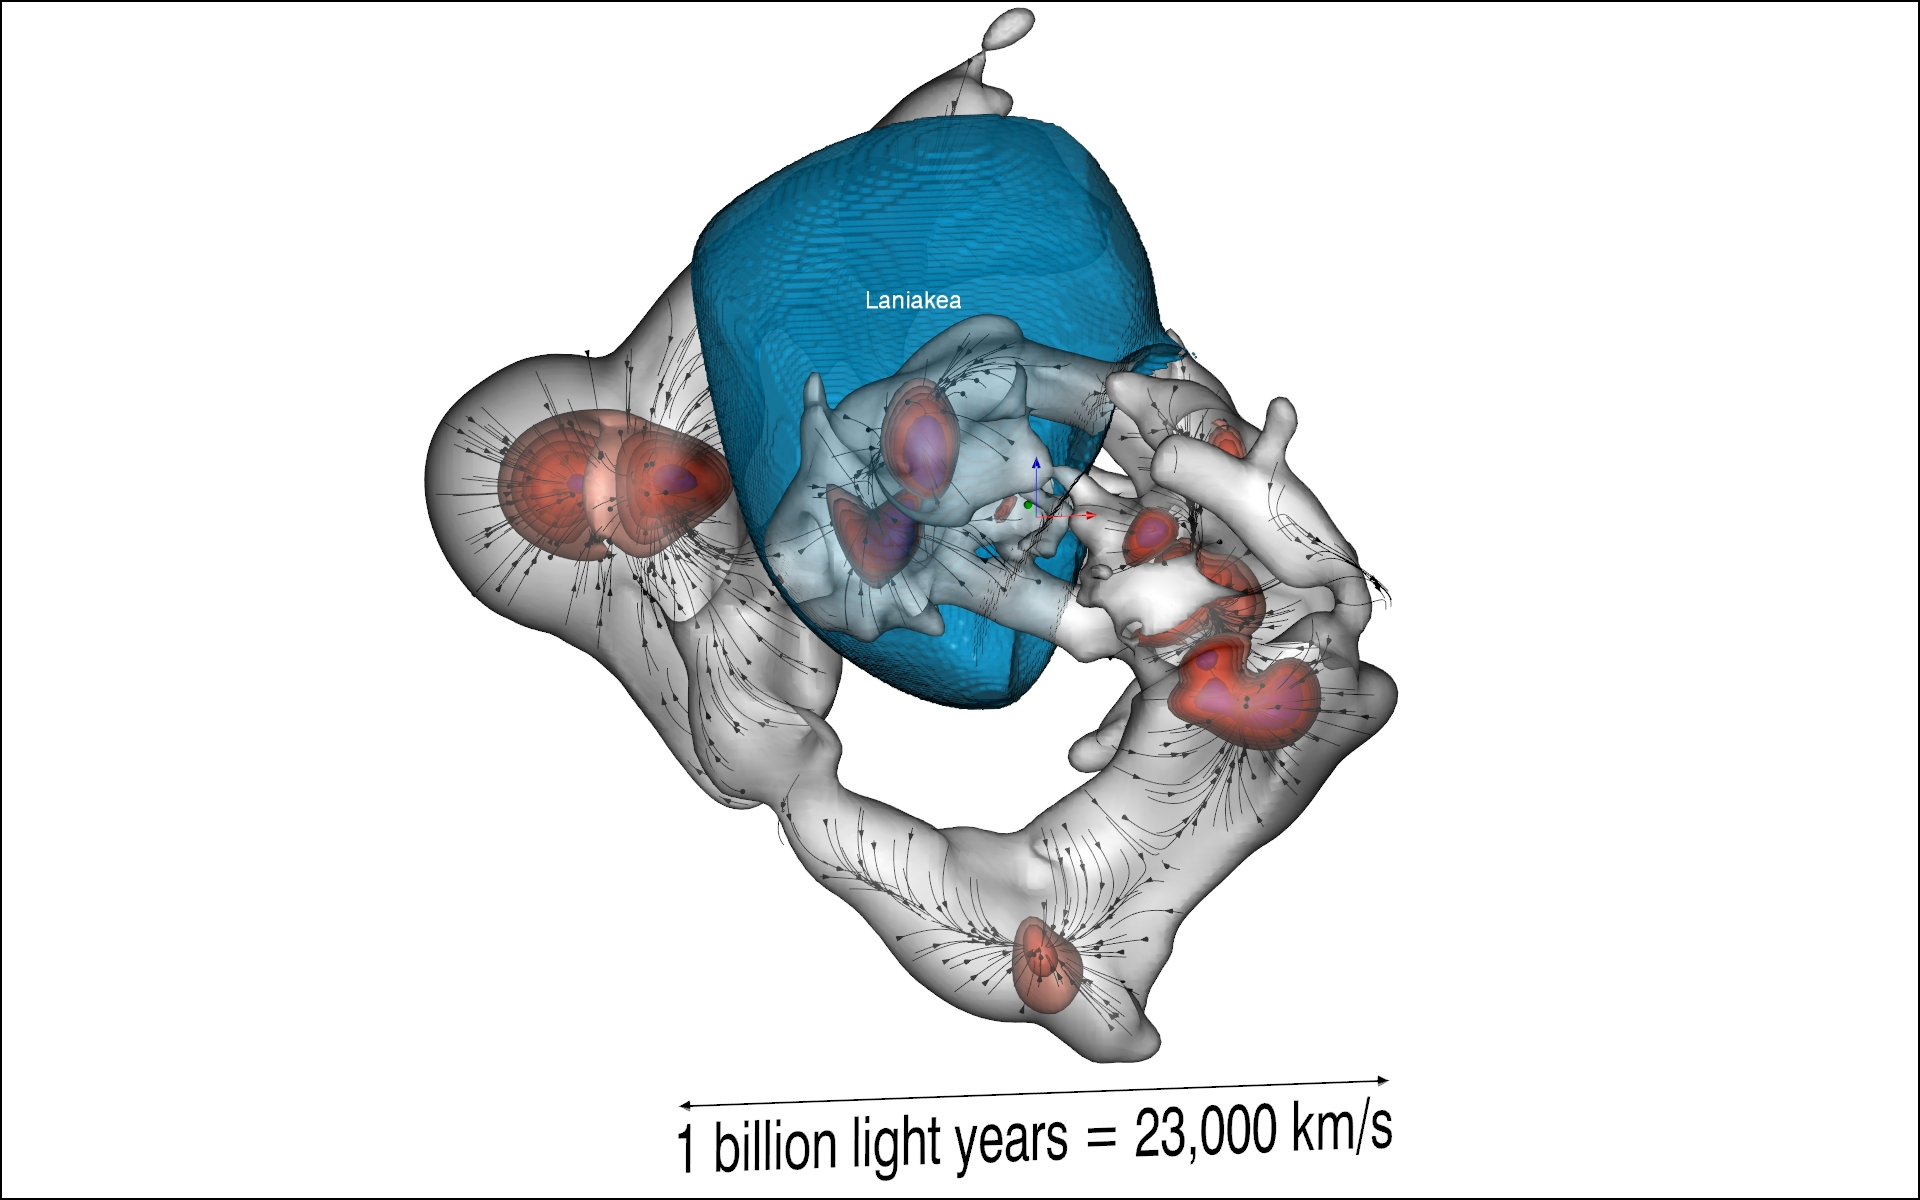 Laniakea
1 billion light years = 23,000 km/s